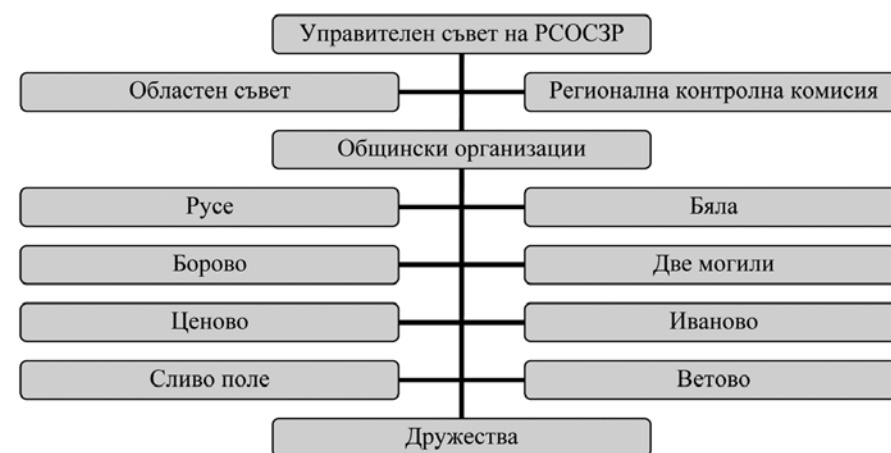 Управителен съвет на РСОСЗР
Областен съвет
Регионална контролна комисия
Общински организации
Русе
Бяла
Борово
Две могили
Ценово
Иваново
Сливо поле
Ветово
Дружества